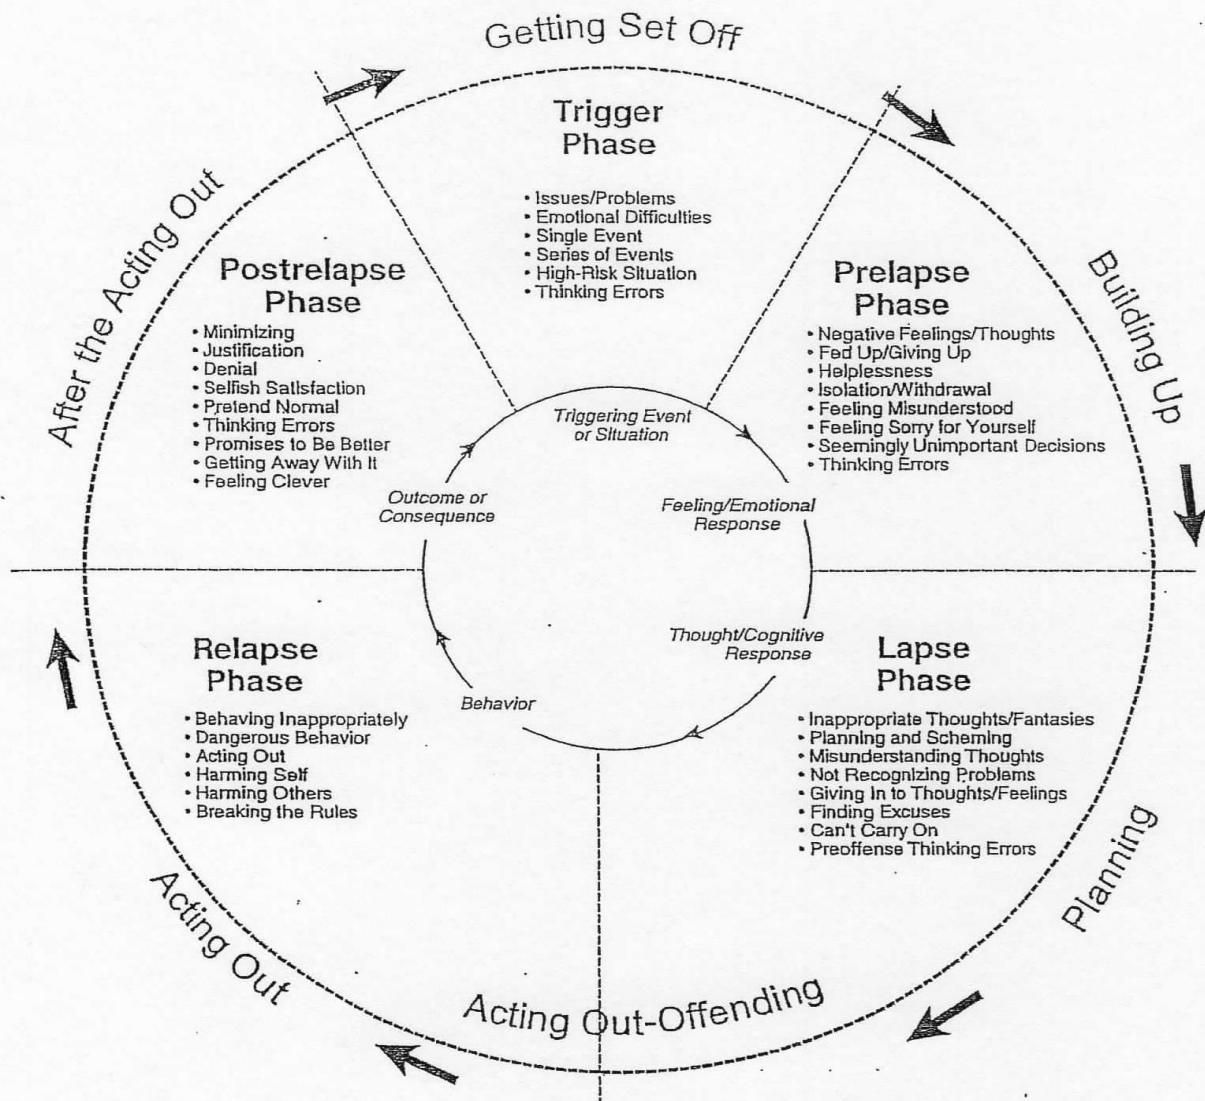 Getting Set Off
Trigger
Phase
• Issues/Problems
• Emotional Difficulties
• Single Event
• Series of Events
• High-Risk Situation
• Thinking Errors
Building Up
Prelapse
Phase
• Negative Feelings/Thoughts
• Fed Up/Giving Up
• Helplessness
• Isolation/Withdrawal
• Feeling Misunderstood
• Feeling Sorry for Yourself
• Seemingly Unimportant Decisions
• Thinking Errors
Planning
Lapse
Phase
• Inappropriate Thoughts/Fantasies
• Planning and Scheming
• Misunderstanding Thoughts
• Not Recognizing Problems
• Giving In to Thoughts/Feelings
• Finding Excuses
• Can't Carry On
• Preoffense Thinking Errors
Acting Out-Offending
Acting Out
Relapse
Phase
• Behaving Inappropriately
• Dangerous Behavior
• Acting Out
• Harming Self
• Harming Others
• Breaking the Rules
After the Acting Out
Postrelapse
Phase
• Minimizing
• Justification
• Denial
• Selfish Satisfaction
• Pretend Normal
• Thinking Errors
• Promises to Be Better
• Getting Away With It
• Feeling Clever
Triggering Event
or Situation
Feeling/Emotional
Response
Thought/Cognitive
Response
Behavior
Outcome or
Consequence